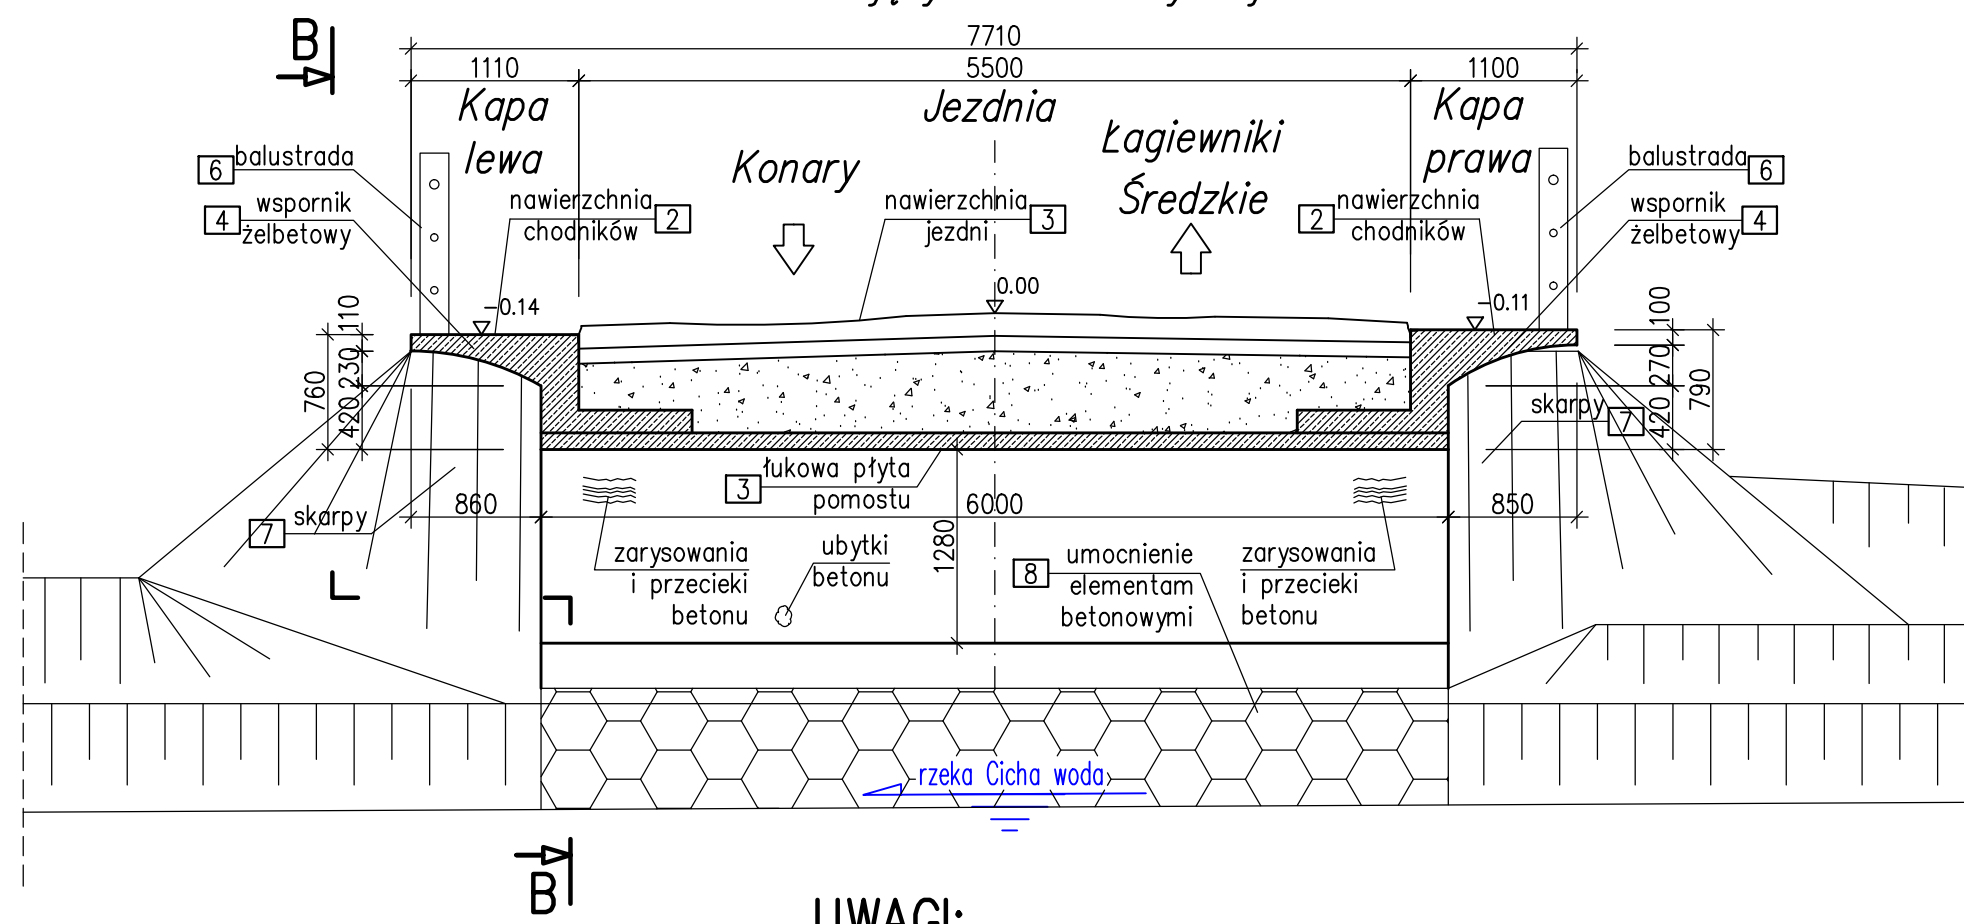 B
7710
1110
5500
1100
Kapa
lewa
Jezdnia
Kapa
prawa
Konary
Łagiewniki
Średzkie
6 balustrada
4 wspornik
żelbetowy
nawierzchnia 2
chodników
nawierzchnia 3
jezdni
2 nawierzchnia
chodników
balustrada 6
wspornik 4
żelbetowy
-0.14
0.00
-0.11
110
230
420
760
100
270
420
790
skarpy 7
3 łukowa płyta
pomostu
860
6000
850
7 skarpy
1280
zarysowania
i przecieki
betonu
ubytki
betonu
8 umocnienie
elementam
betonowymi
zarysowania
i przecieki
betonu
rzeka Cicha woda
B
UWAGI: